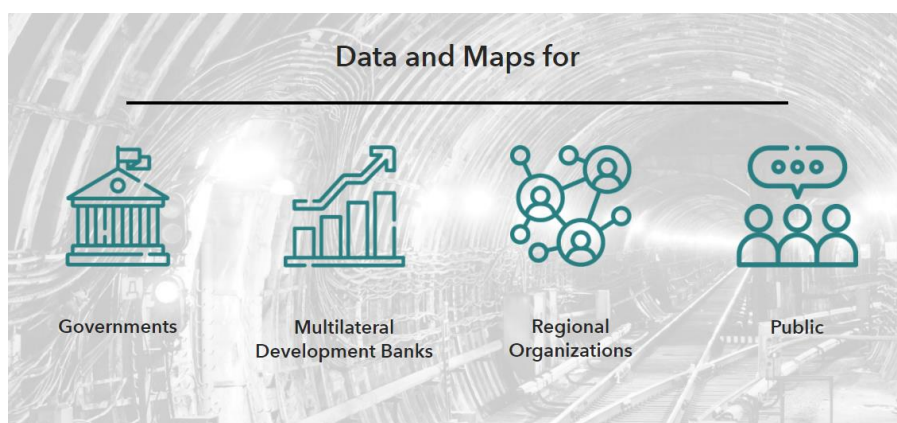 Data and Maps for
Governments
Multilateral
Development Banks
Regional
Organizations
Public